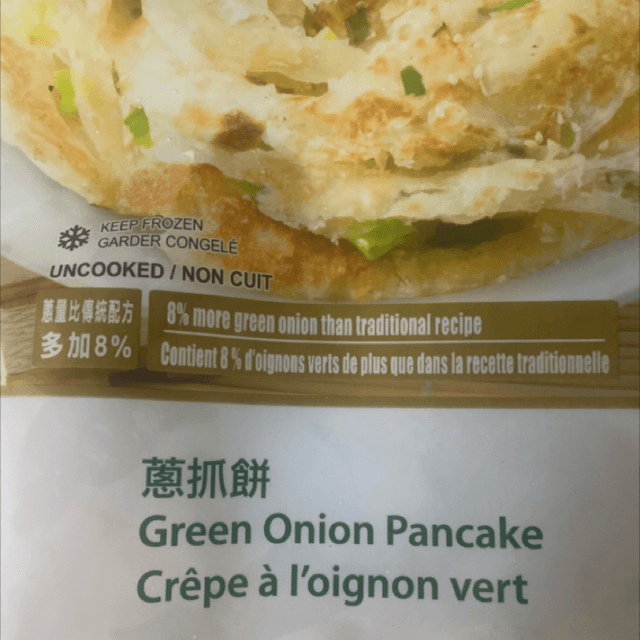 KEEP FROZEN
GARDER CONGELÉ
UNCOOKED / NON CUIT
蔥量比傳統配方
多加8%
8% more green onion than traditional recipe
Contient 8 % d'oignons verts de plus que dans la recette traditionnelle
蔥抓餅
Green Onion Pancake
Crêpe à l'oignon vert